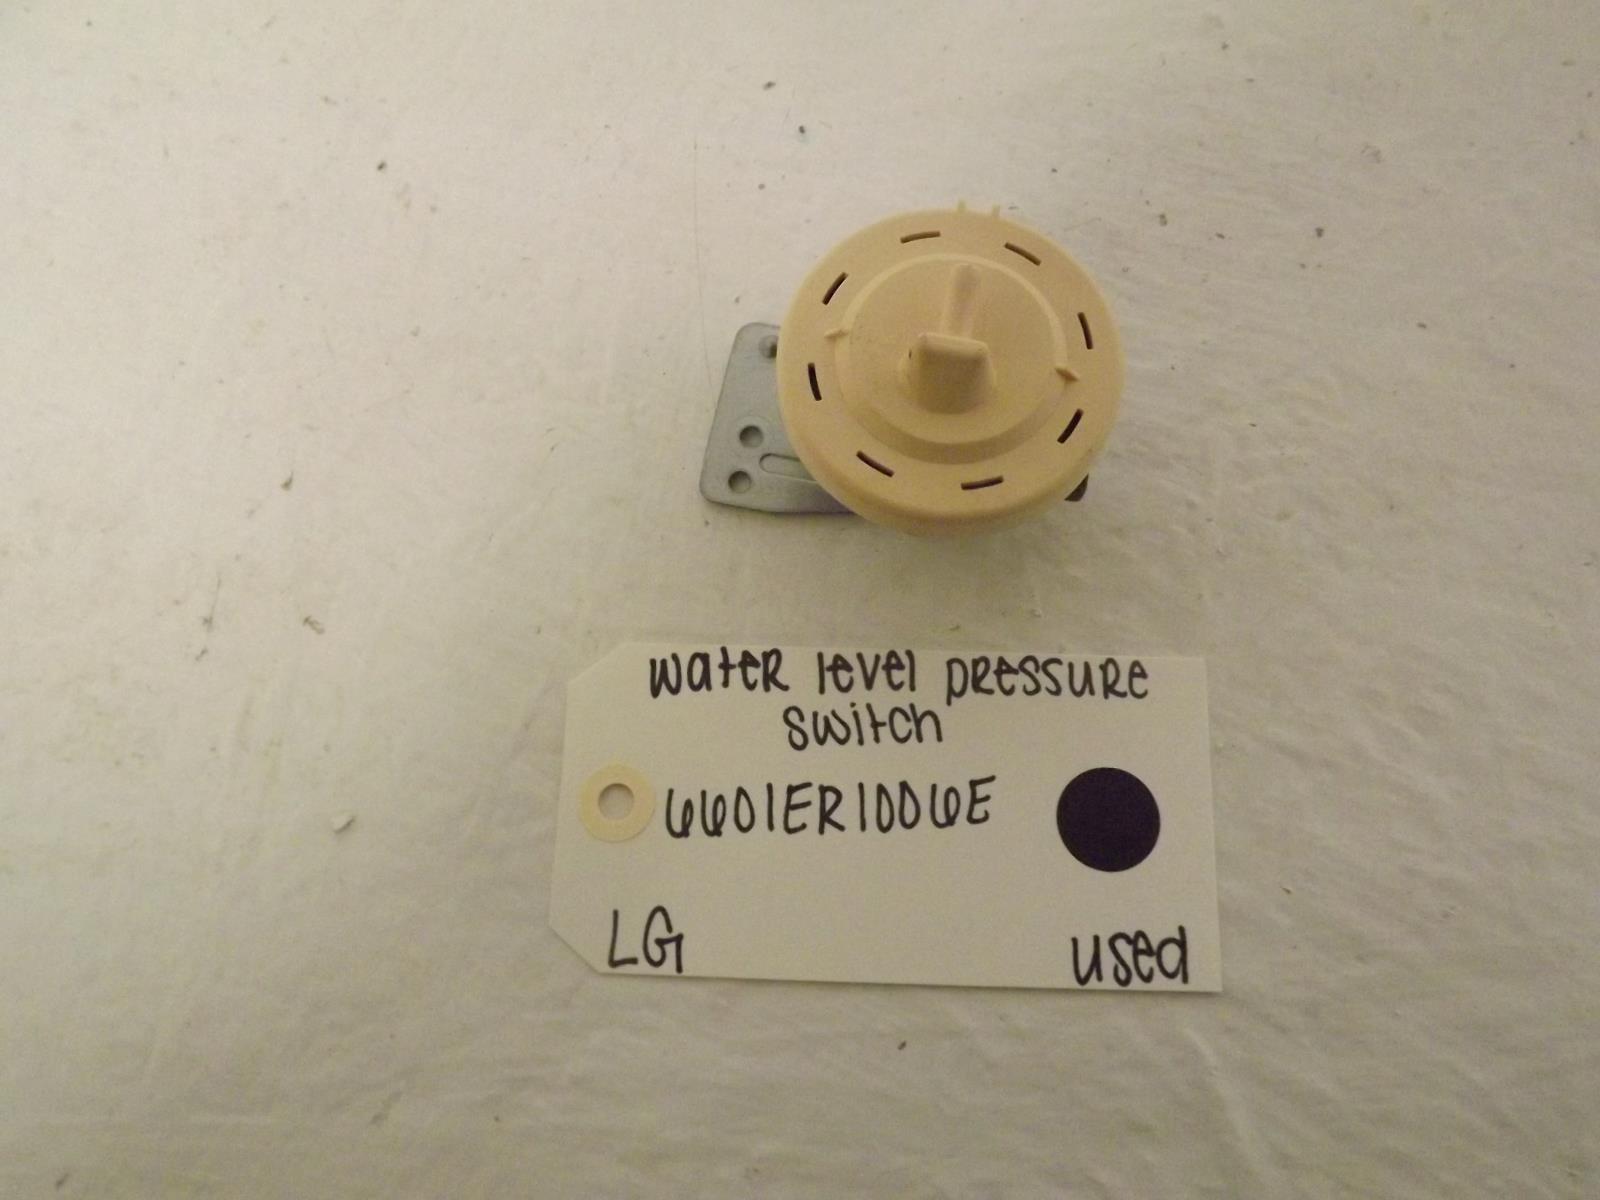 water level pressure
switch
6601ER1006E
LG
used